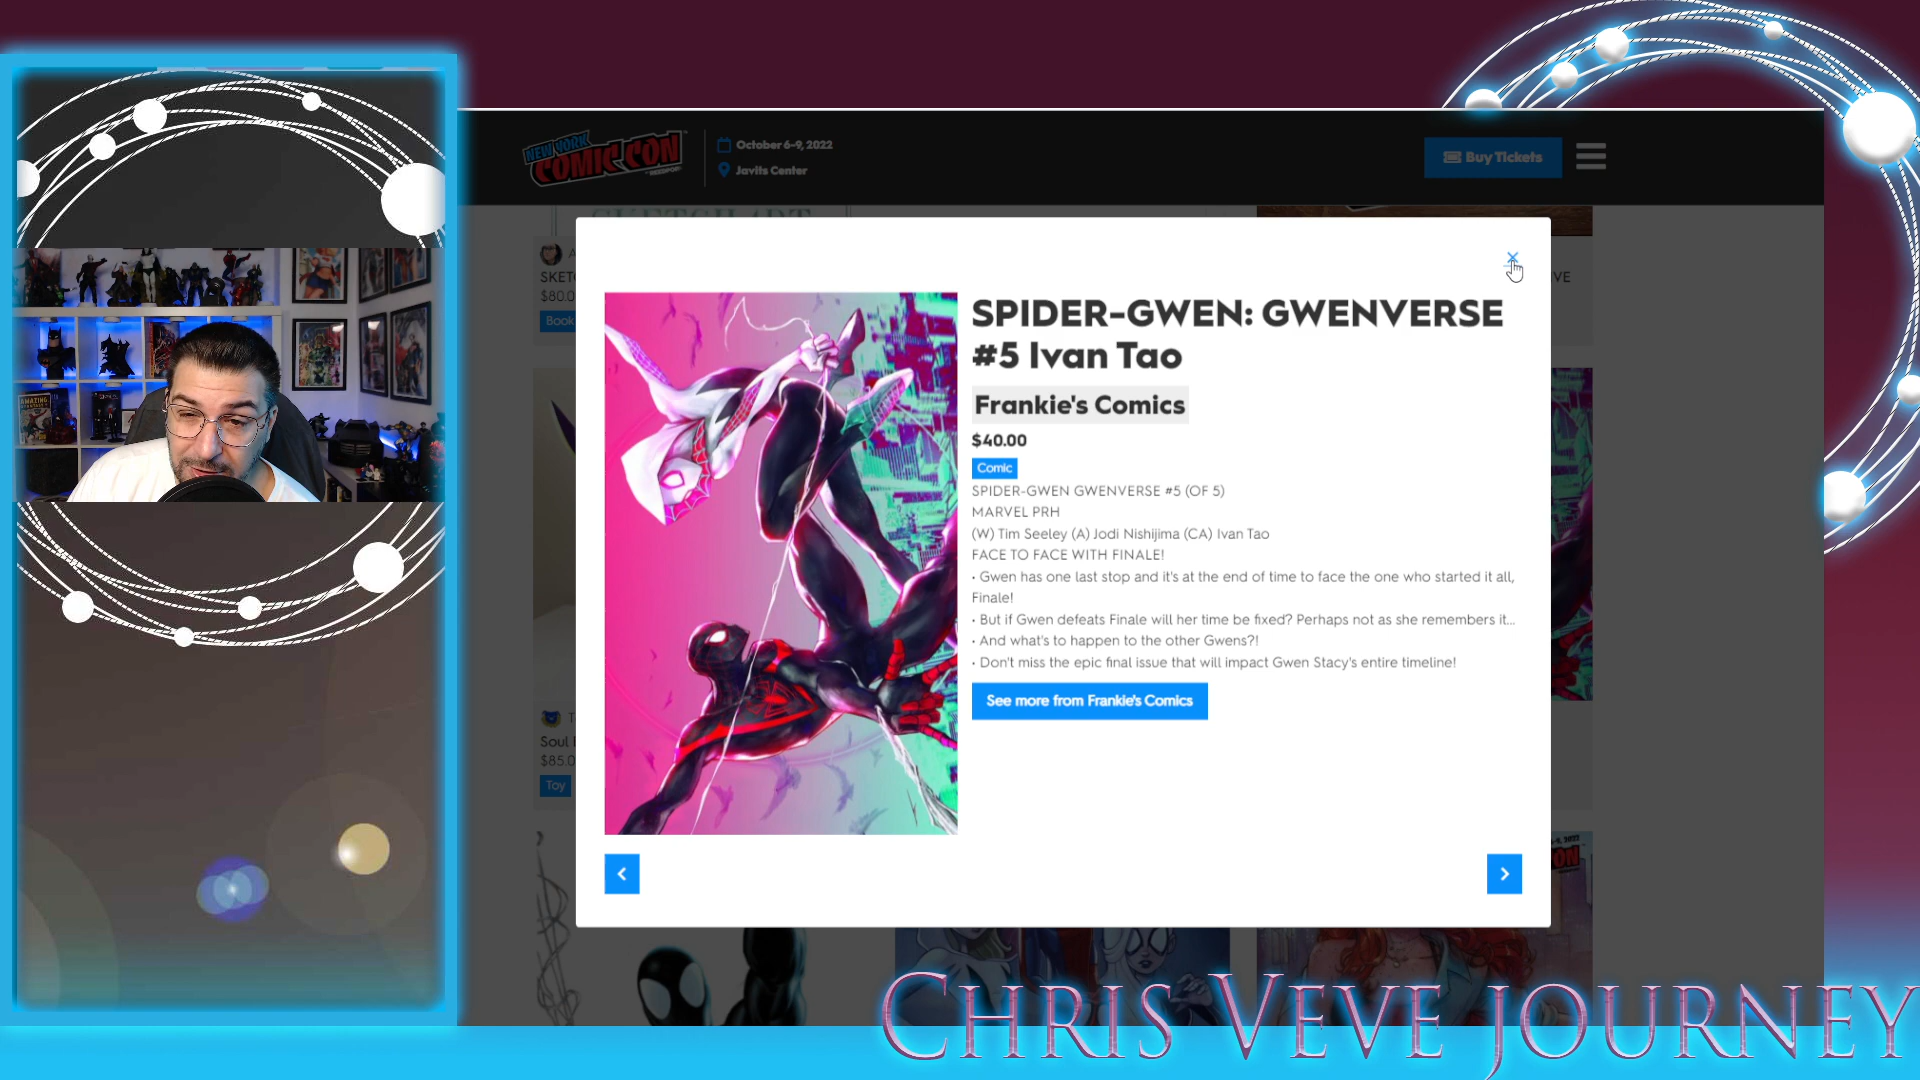 NEW YORK
COMIC CON
October 6-9, 2022
Javits Center
Buy Tickets
SKETCH ART
A
SKET
$80.0
Book
IVE
SPIDER-GWEN: GWENVERSE
#5 Ivan Tao
Frankie's Comics
$40.00
Comic
SPIDER-GWEN GWENVERSE #5 (OF 5)
MARVEL PRH
(W) Tim Seeley (A) Jodi Nishijima (CA) Ivan Tao
FACE TO FACE WITH FINALE!
• Gwen has one last stop and it's at the end of time to face the one who started it all,
Finale!
• But if Gwen defeats Finale will her time be fixed? Perhaps not as she remembers it...
• And what's to happen to the other Gwens?!
• Don't miss the epic final issue that will impact Gwen Stacy's entire timeline!
See more from Frankie's Comics
T
Soul
$85.0
Toy
AMAZING
CHRIS VEVE JOURNEY